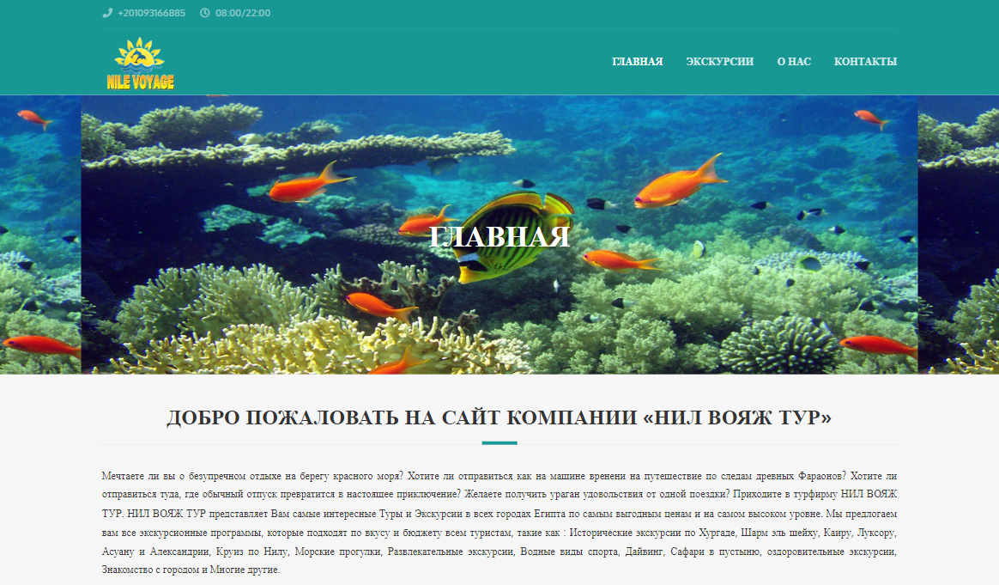 +201093166885 08:00/22:00
NILE VOYAGE
ГЛАВНАЯ ЭКСКУРСИИ О НАС КОНТАКТЫ
ГЛАВНАЯ
ДОБРО ПОЖАЛОВАТЬ НА САЙТ КОМПАНИИ «НИЛ ВОЯЖ ТУР»
Мечтаете ли вы о безупречном отдыхе на берегу красного моря? Хотите ли отправиться как на машине времени на путешествие по следам древных Фараонов? Хотите ли
отправиться туда, где обычный отпуск превратится в настоящее приключение? Желаете получить ураган удовольствия от одной поездки? Приходите в турфирму НИЛ ВОЯЖ
ТУР. НИЛ ВОЯЖ ТУР представляет Вам самые интересные Туры и Экскурсии в всех городах Египта по самым выгодным ценам и на самом высоком уровне. Мы предлогаем
вам все экскурсионные программы, которые подходят по вкусу и бюджету всем туристам, такие как : Исторические экскурсии по Хургаде, Шарм эль шейху, Каиру, Луксору,
Асуану и Александрии, Круиз по Нилу, Морские прогулки, Развлекательные экскурсии, Водные виды спорта, Дайвинг, Сафари в пустыню, оздоровительные экскурсии,
Знакомство с городом и Многие другие.